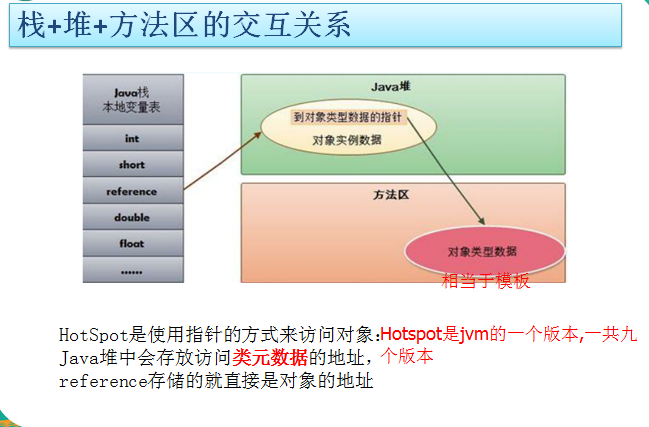 栈+堆+方法区的交互关系
Java栈
本地变量表
int
short
reference
double
float
......
Java堆
到对象类型数据的指针
对象实例数据
方法区
对象类型数据
相当于模板
HotSpot是使用指针的方式来访问对象:Hotspot是jvm的一个版本,一共九
Java堆中会存放访问类元数据的地址,个版本
reference存储的就直接是对象的地址